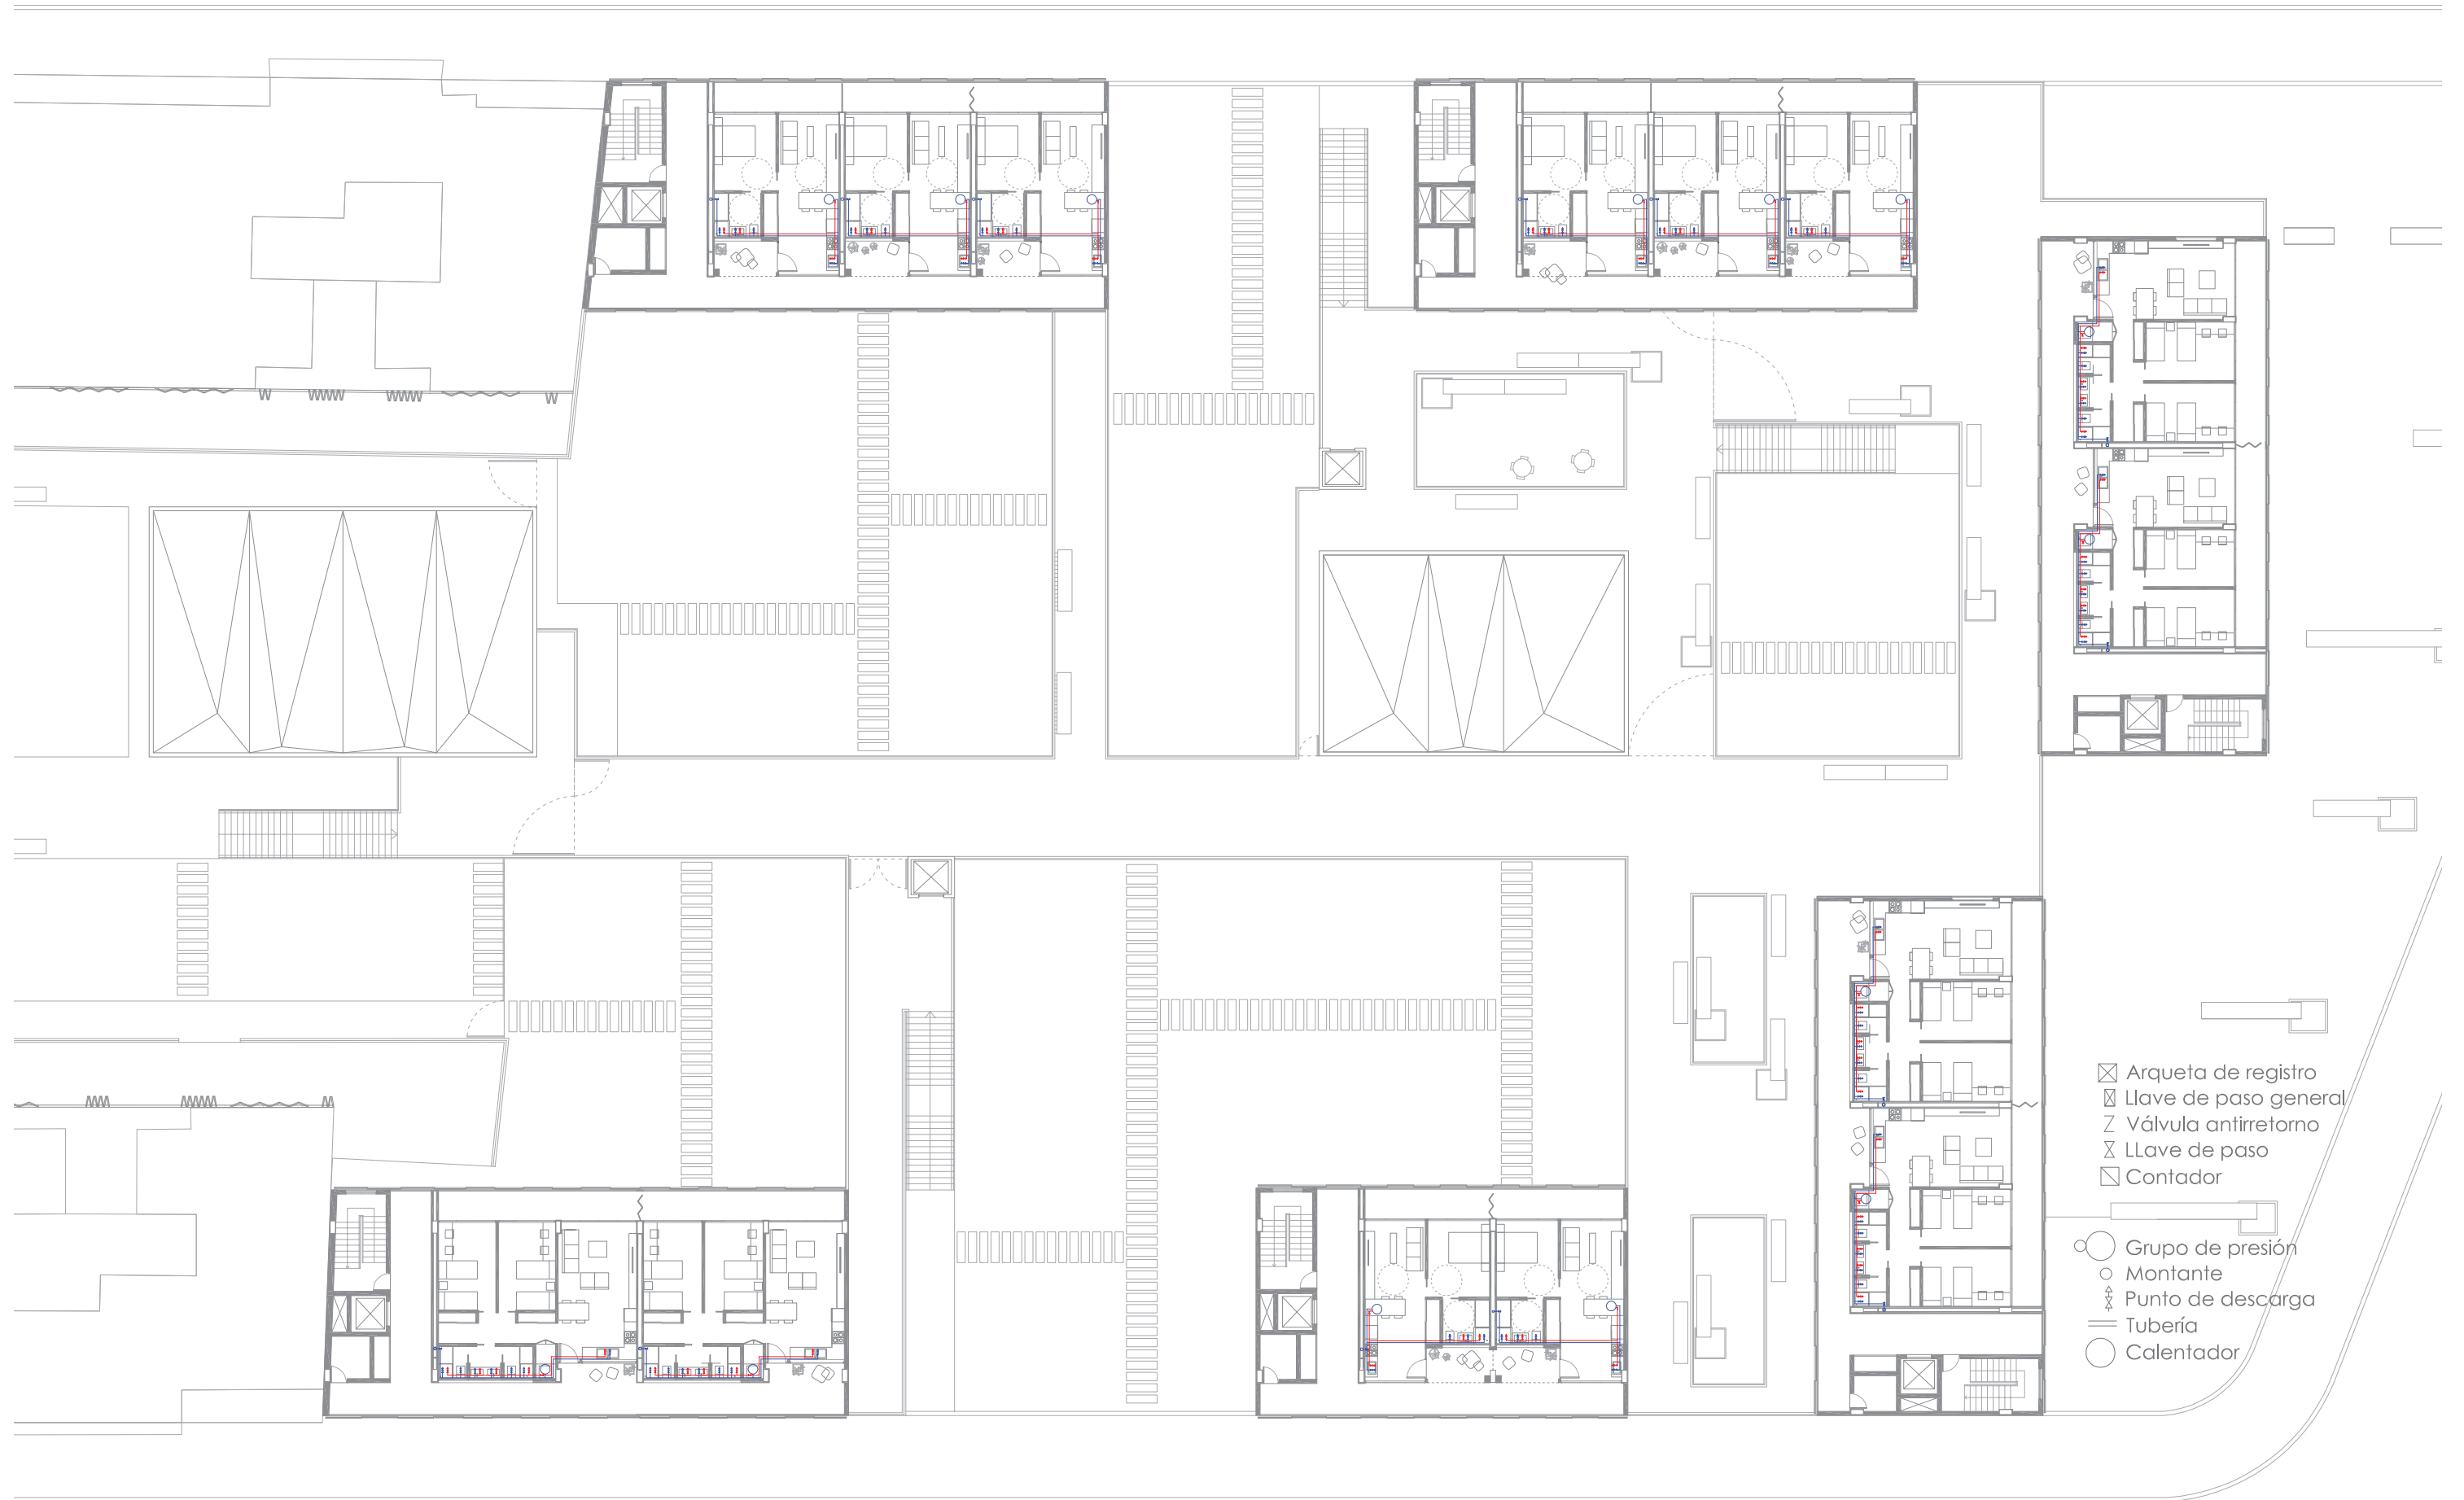 Arqueta de registro
Llave de paso general
Válvula antirretorno
LLave de paso
Contador
Grupo de presión
Montante
Punto de descarga
Tubería
Calentador